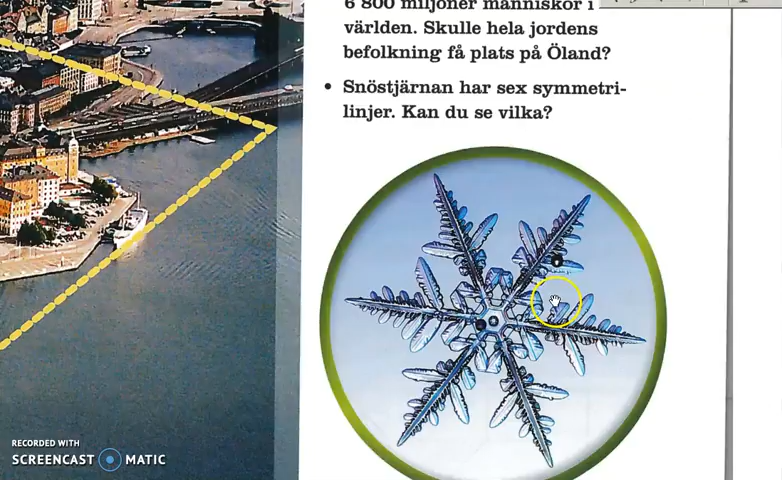 6 800 miljoner människor i
världen. Skulle hela jordens
befolkning få plats på Öland?
• Snöstjärnan har sex symmetri-
linjer. Kan du se vilka?
RECORDED WITH
SCREENCAST MATIC